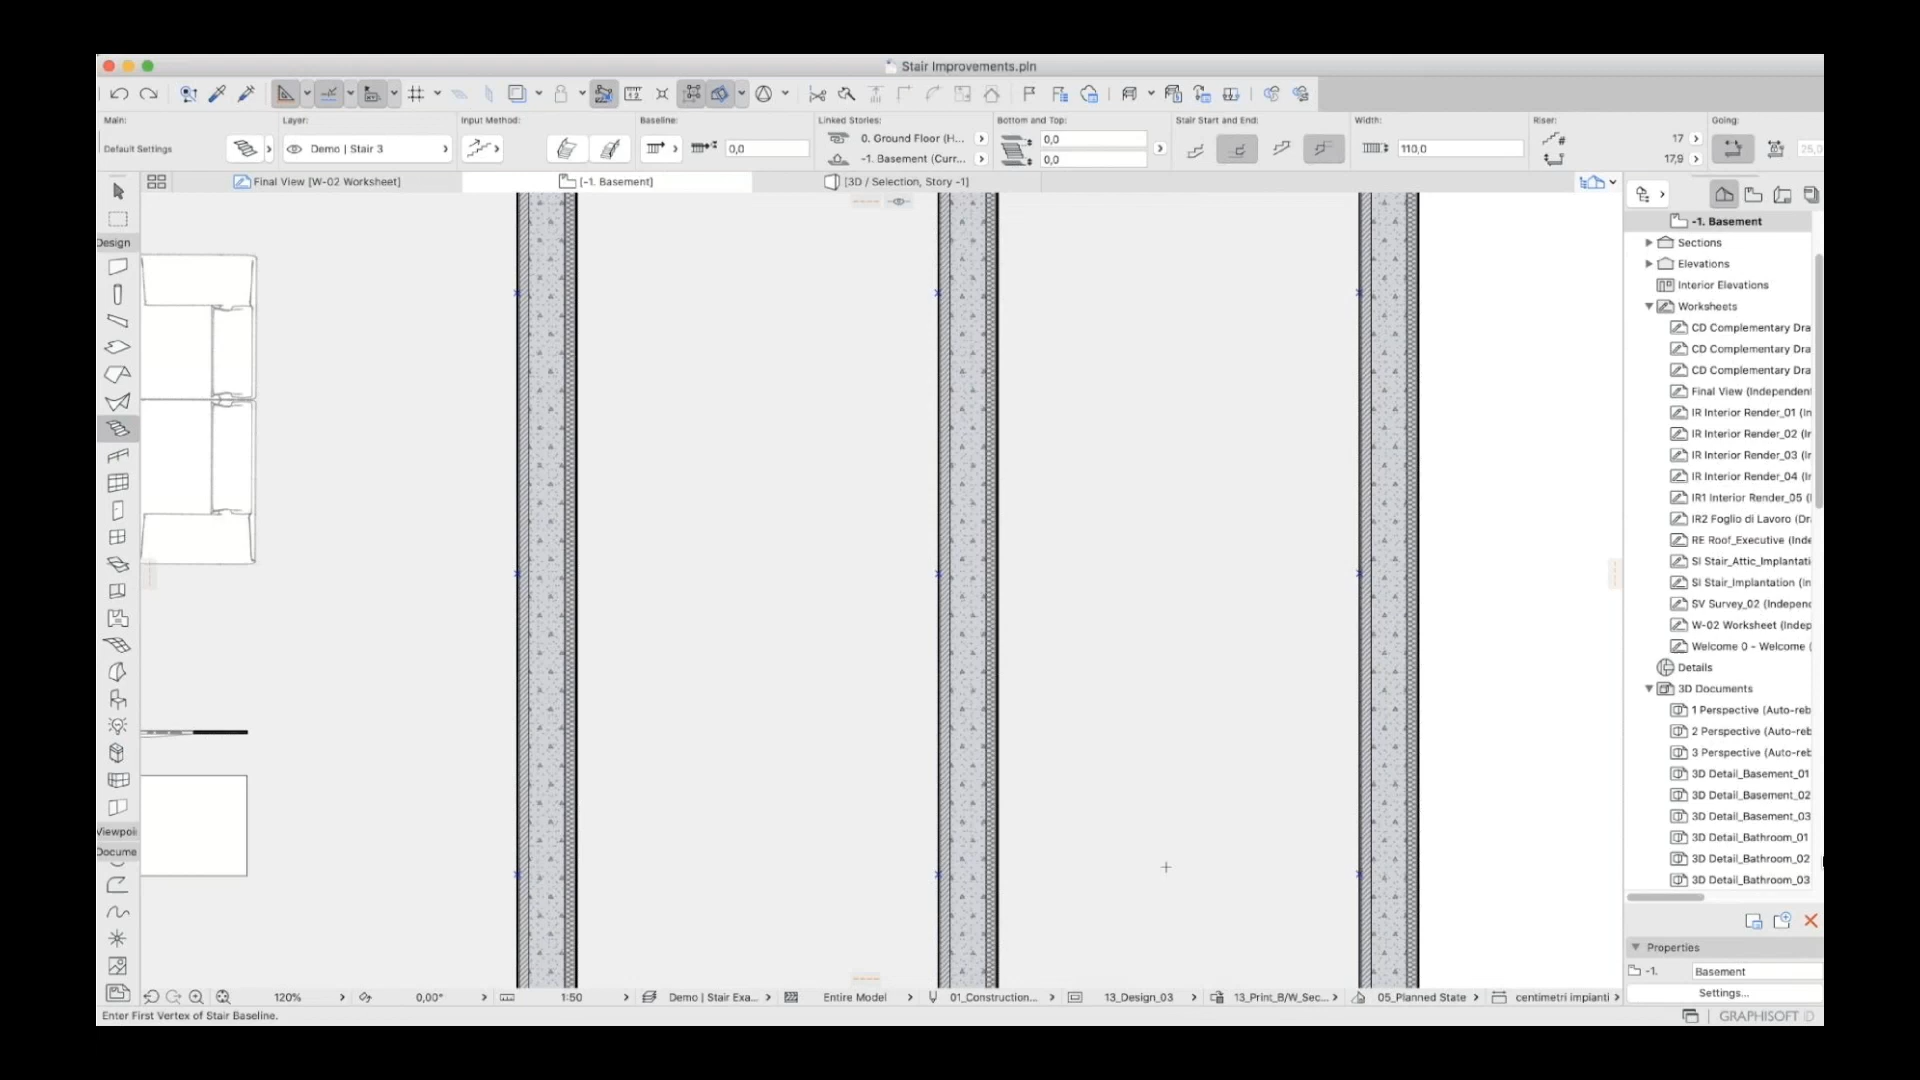 Stair Improvements.pln
Main:
Layer:
Input Method:
Baseline:
Linked Stories:
Bottom and Top:
Stair Start and End:
Width:
Riser:
Going:
Default Settings
Demo | Stair 3
0,0
0. Ground Floor (H...
-1. Basement (Curr...
0,0
0,0
110,0
17
17,9
25,0
Final View [W-02 Worksheet]
[-1. Basement]
[3D / Selection, Story -1]
Design
Viewpoi
Docume
-1. Basement
Sections
Elevations
Interior Elevations
Worksheets
CD Complementary Dra
CD Complementary Dra
CD Complementary Dra
Final View (Independent
IR Interior Render_01 (In
IR Interior Render_02 (Ir
IR Interior Render_03 (Ir
IR Interior Render_04 (Ir
IR1 Interior Render_05 (I
IR2 Foglio di Lavoro (Dra
RE Roof_Executive (Inde
SI Stair_Attic_Implantati
SI Stair_Implantation (In
SV Survey_02 (Independ
W-02 Worksheet (Indep
Welcome 0 - Welcome (
Details
3D Documents
1 Perspective (Auto-reb
2 Perspective (Auto-reb
3 Perspective (Auto-reb
3D Detail_Basement_01
3D Detail_Basement_02
3D Detail_Basement_03
3D Detail_Bathroom_01
3D Detail_Bathroom_02
3D Detail_Bathroom_03
Properties
-1.
Basement
Settings...
120%
0,00°
1:50
Demo | Stair Exa...
Entire Model
01_Construction...
13_Design_03
13_Print_B/W_Sec...
05_Planned State
centimetri impianti
Enter First Vertex of Stair Baseline.
GRAPHISOFT ID